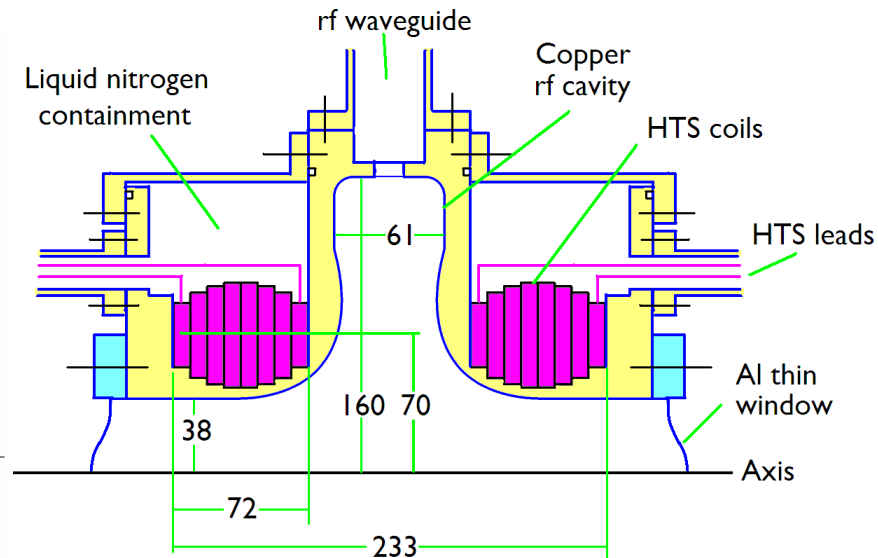 rf waveguide
Copper
rf cavity
Liquid nitrogen
containment
HTS coils
61
HTS leads
160
70
38
Al thin
window
Axis
72
233